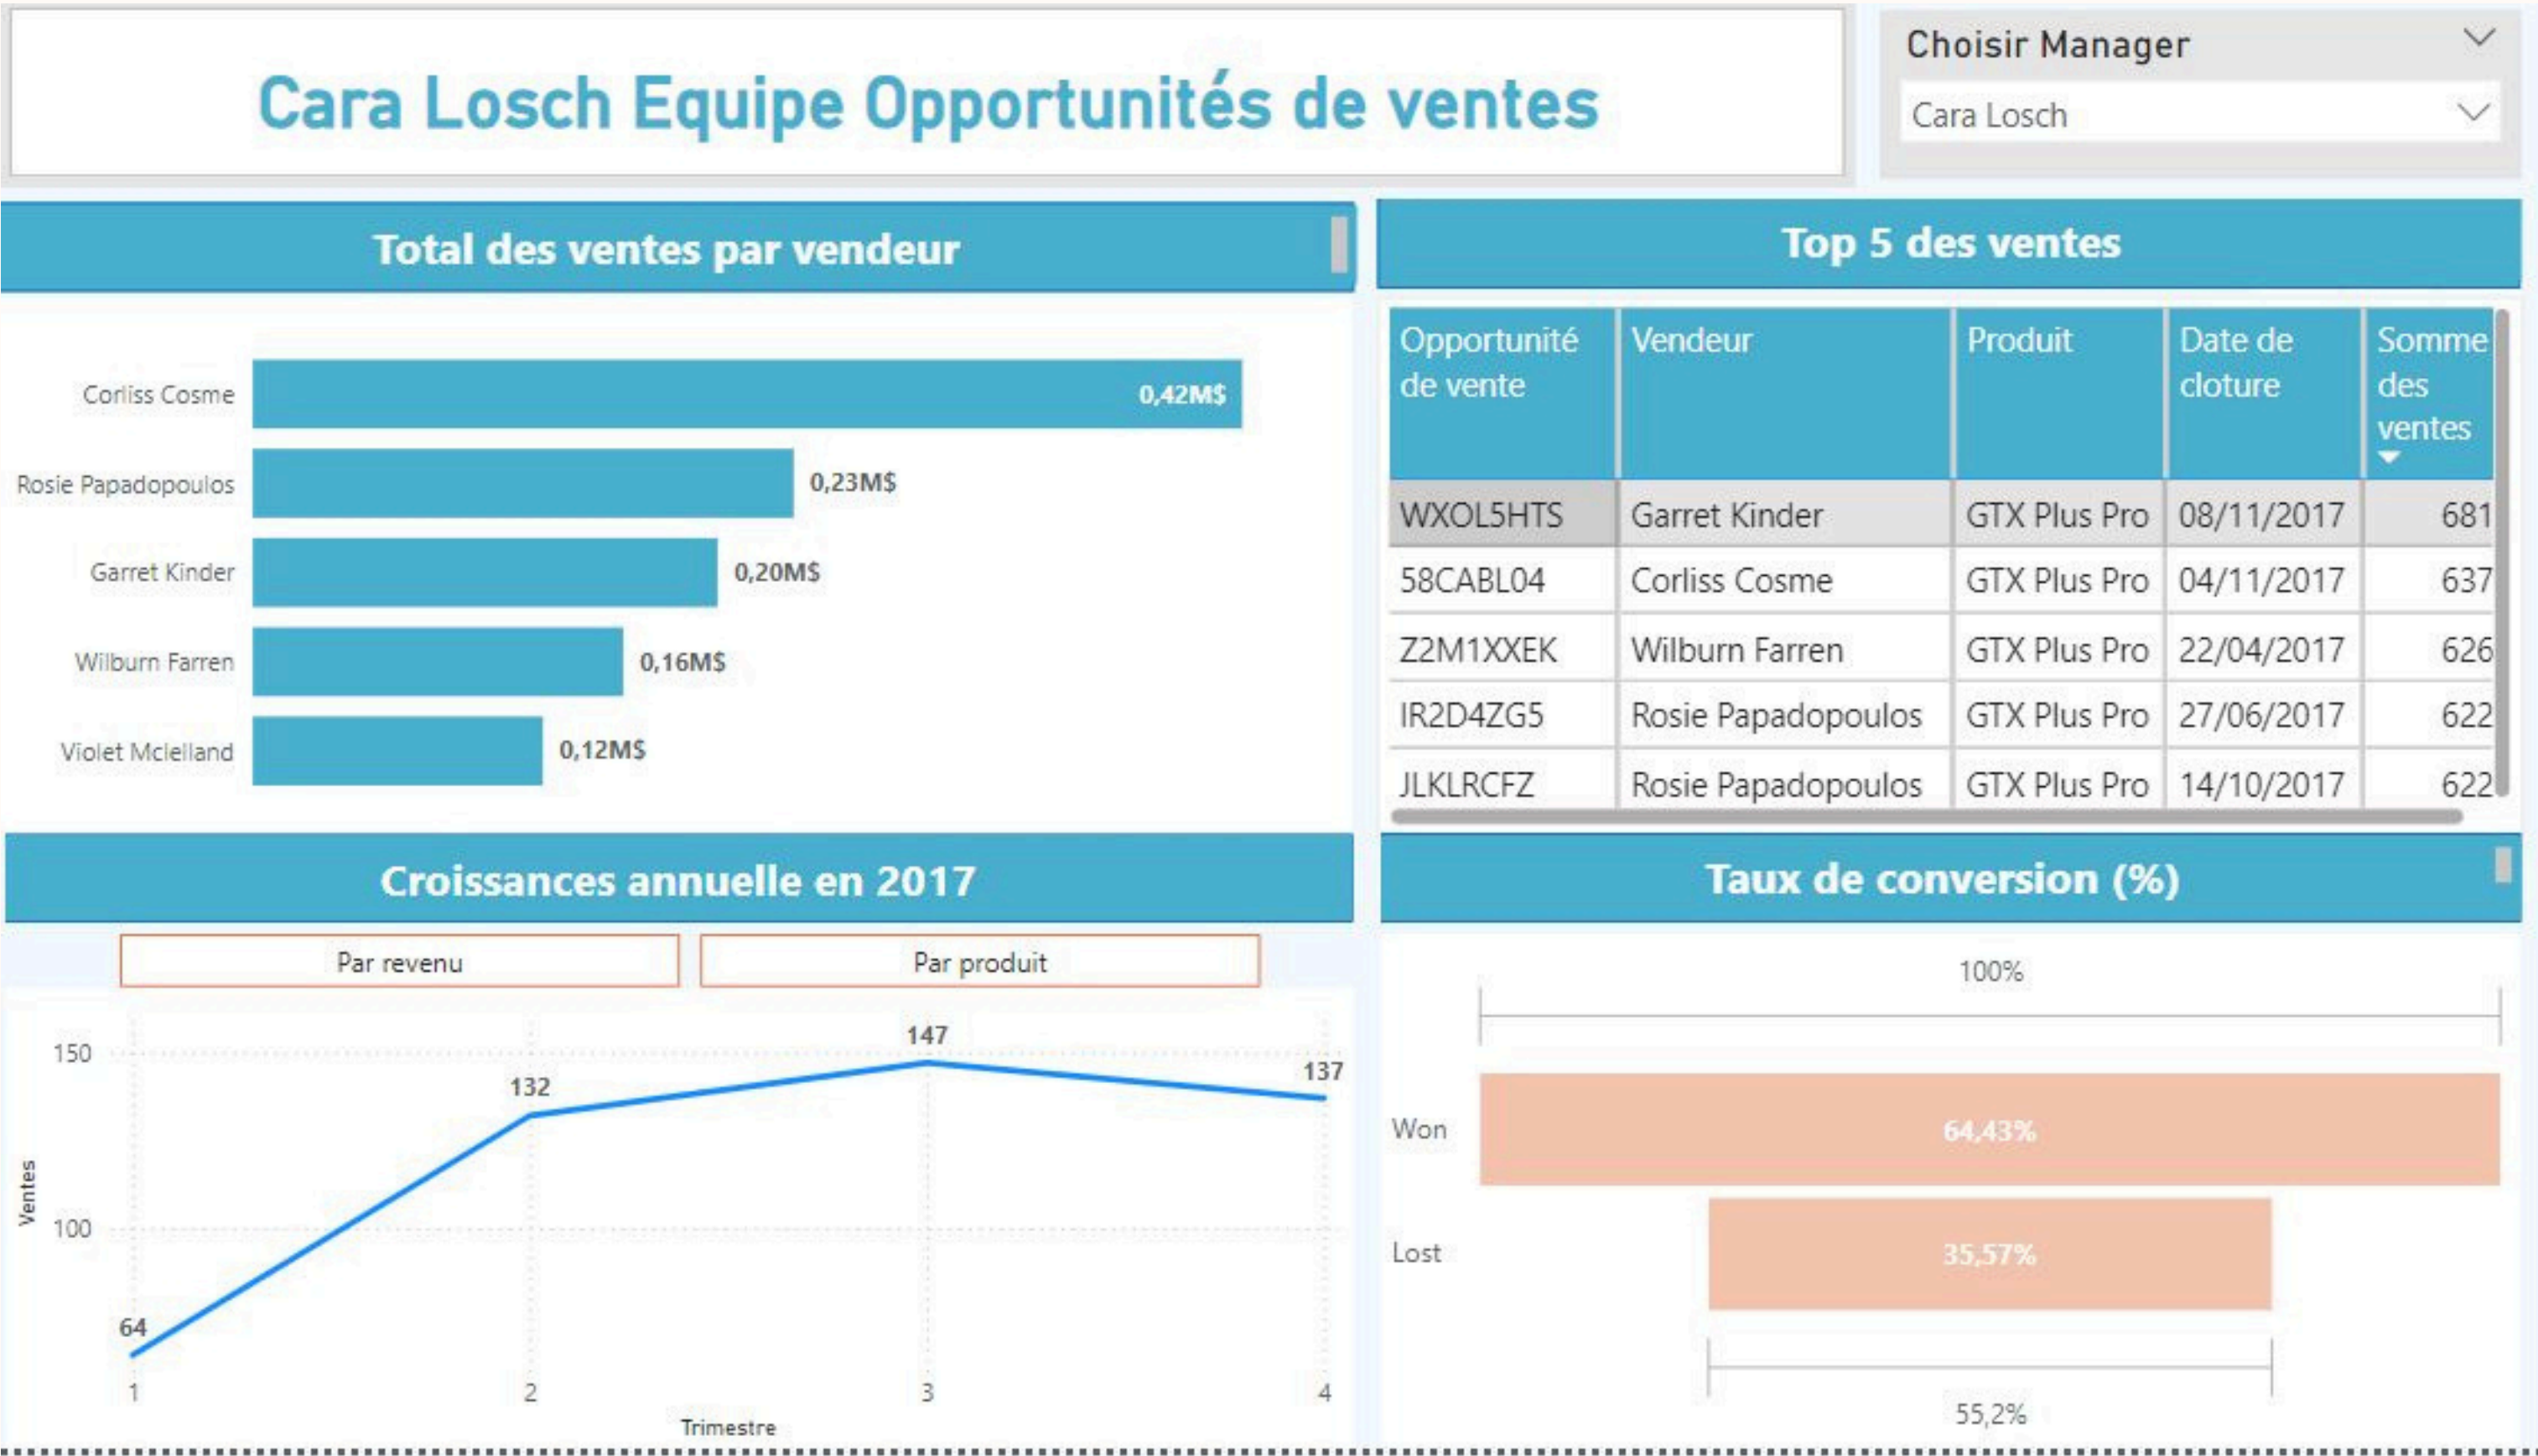 Cara Losch Equipe Opportunités de ventes
Choisir Manager
Cara Losch
Total des ventes par vendeur
Corliss Cosme 0,42M$
Rosie Papadopoulos 0,23M$
Garret Kinder 0,20M$
Wilburn Farren 0,16M$
Violet Mclelland 0,12M$
Top 5 des ventes
Opportunité de vente Vendeur Produit Date de cloture Somme des ventes
WXOL5HTS Garret Kinder GTX Plus Pro 08/11/2017 681
58CABL04 Corliss Cosme GTX Plus Pro 04/11/2017 637
Z2M1XXEK Wilburn Farren GTX Plus Pro 22/04/2017 626
IR2D4ZG5 Rosie Papadopoulos GTX Plus Pro 27/06/2017 622
JLKLRCFZ Rosie Papadopoulos GTX Plus Pro 14/10/2017 622
Croissances annuelle en 2017
Par revenu Par produit
Ventes
150
100
64
132
147
137
1 2 3 4
Trimestre
Taux de conversion (%)
100%
Won 64,43%
Lost 35,57%
55,2%